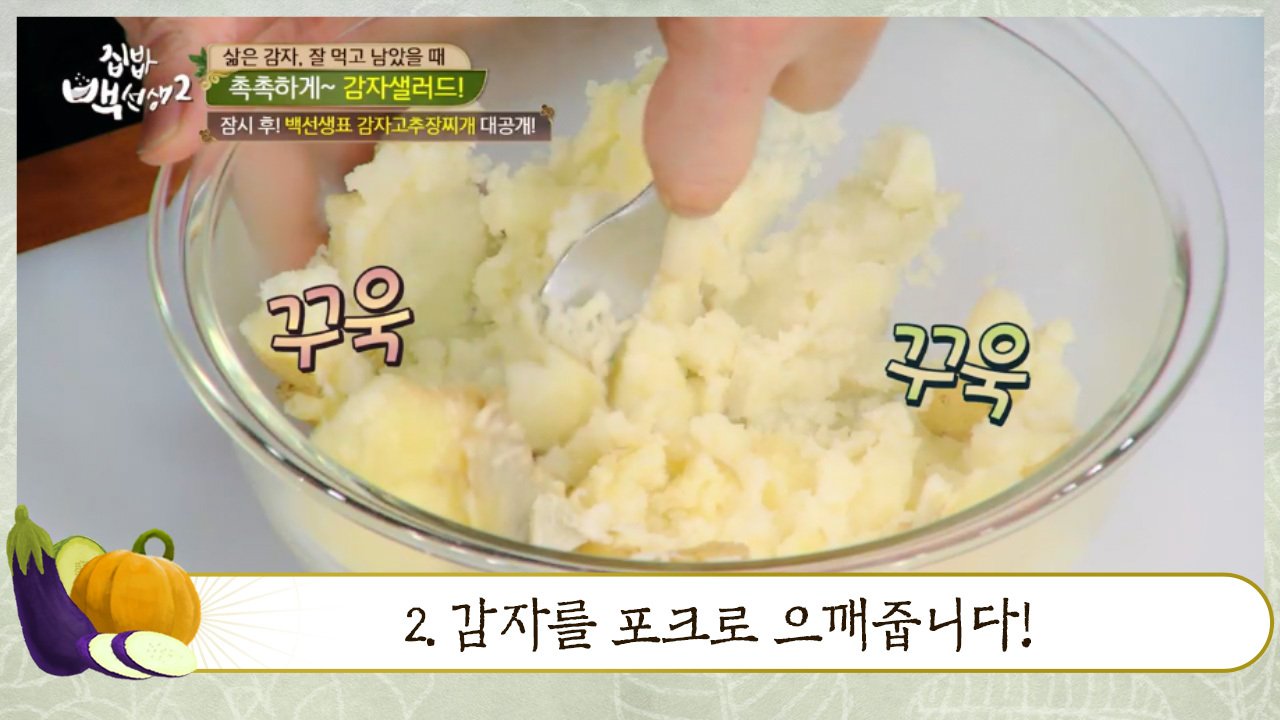 집밥
백선생2
삶은 감자, 잘 먹고 남았을 때
촉촉하게~ 감자샐러드!
잠시 후! 백선생표 감자고추장찌개 대공개!
꾸욱
꾸욱
2. 감자를 포크로 으깨줍니다!